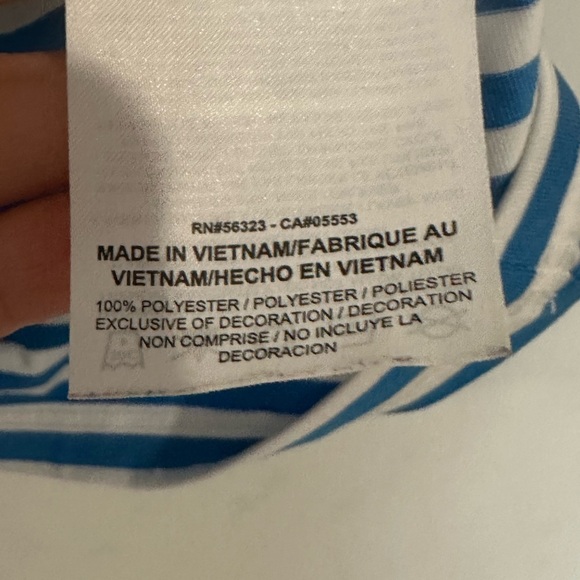 RN#56323 - CA#05553
MADE IN VIETNAM/FABRIQUE AU
VIETNAM/HECHO EN VIETNAM
100% POLYESTER / POLYESTER / POLIESTER
EXCLUSIVE OF DECORATION / DECORATION
NON COMPRISE / NO INCLUYE LA
DECORACION